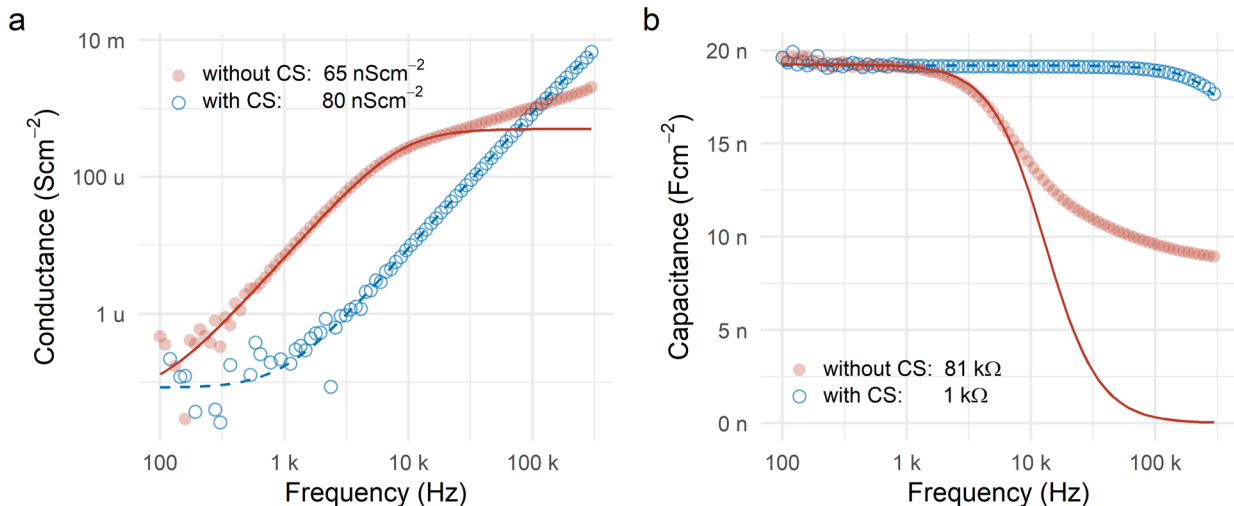 a
10 m
100 u
1 u
Conductance (Scm⁻²)
without CS: 65 nScm⁻²
with CS: 80 nScm⁻²
100
1 k
10 k
100 k
Frequency (Hz)
b
20 n
15 n
10 n
5 n
0 n
Capacitance (Fcm⁻²)
without CS: 81 kΩ
with CS: 1 kΩ
100
1 k
10 k
100 k
Frequency (Hz)